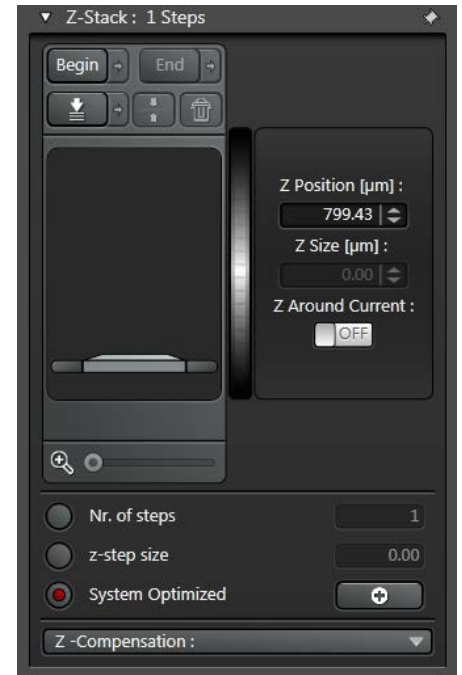 Z-Stack : 1 Steps
Begin End
Z Position [µm] :
799.43
Z Size [µm] :
0.00
Z Around Current :
OFF
Nr. of steps 1
z-step size 0.00
System Optimized
Z -Compensation :